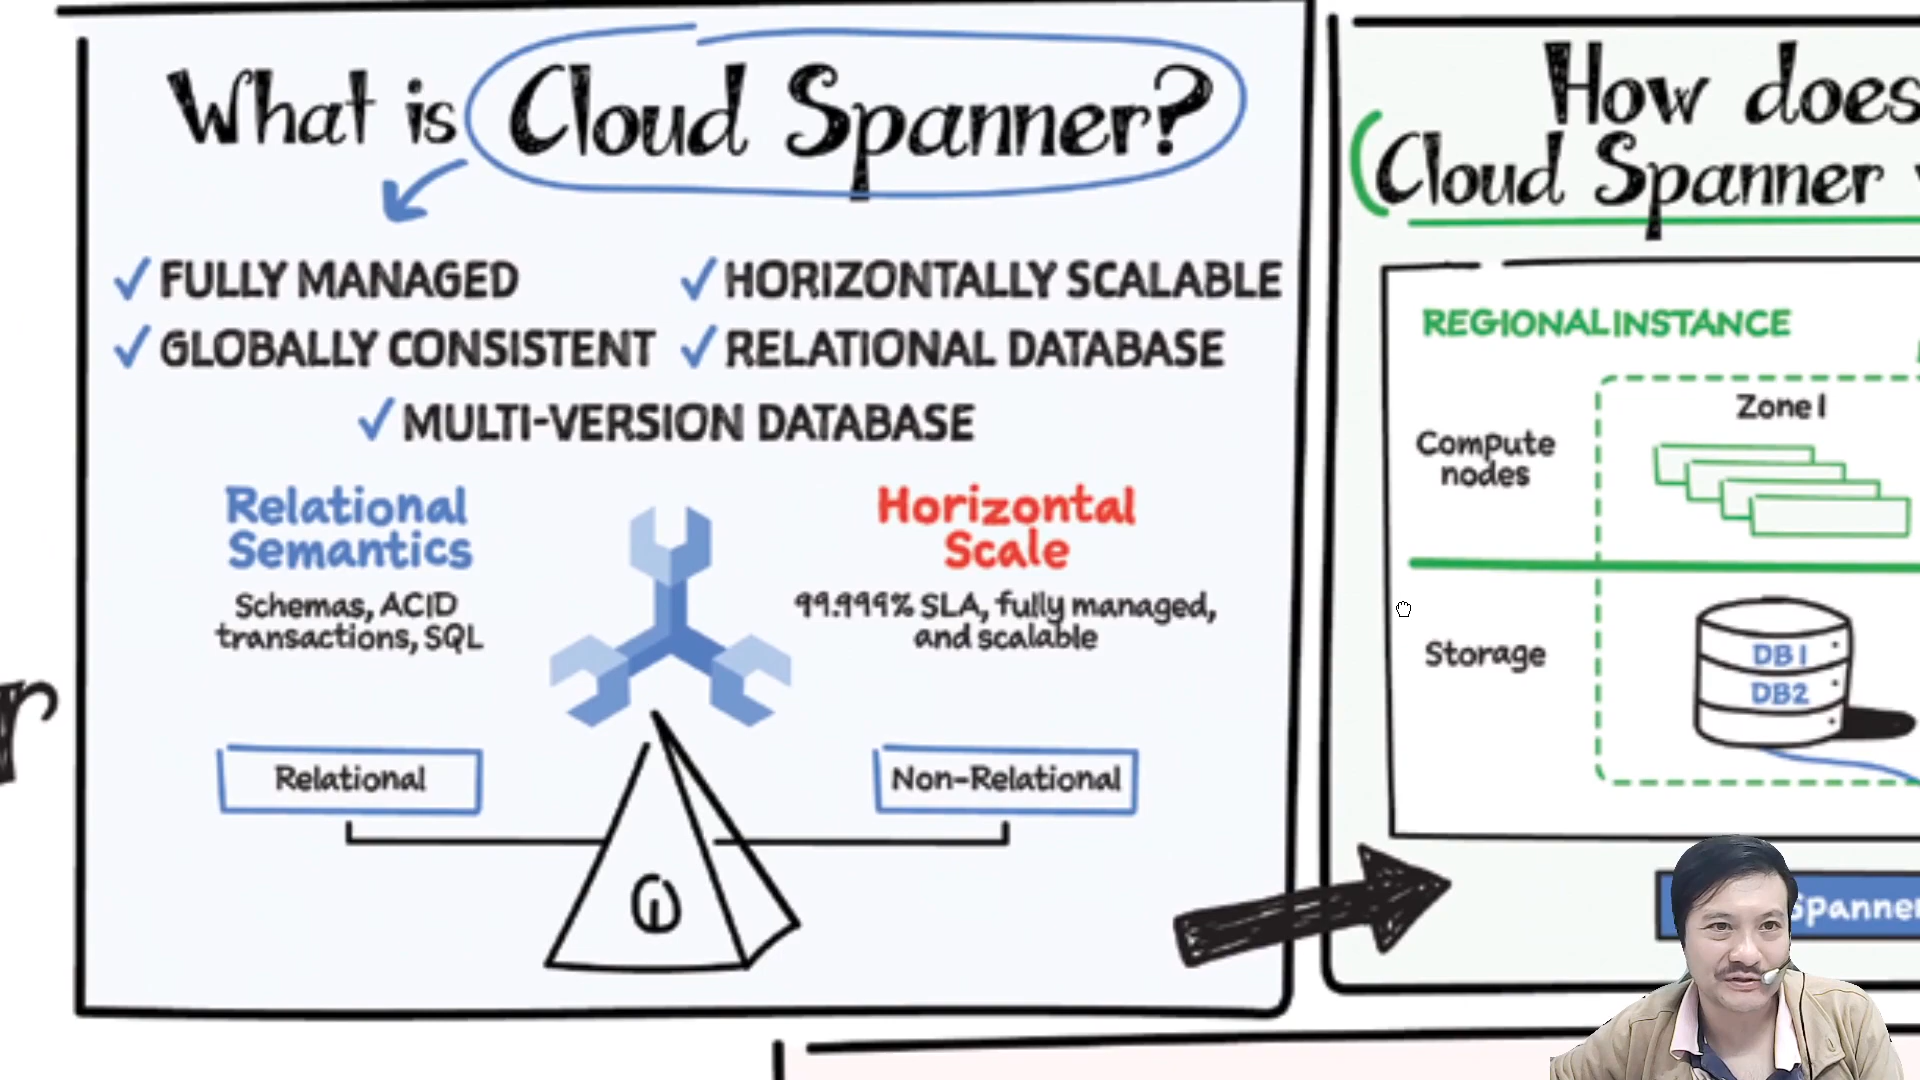 What is Cloud Spanner?
✓ FULLY MANAGED
✓ HORIZONTALLY SCALABLE
✓ GLOBALLY CONSISTENT
✓ RELATIONAL DATABASE
✓ MULTI-VERSION DATABASE
Relational
Semantics
Schemas, ACID
transactions, SQL
Horizontal
Scale
99.999% SLA, fully managed,
and scalable
Relational
Non-Relational
How does
Cloud Spanner
REGIONAL INSTANCE
Zone 1
Compute
nodes
Storage
DB1
DB2
Spanner